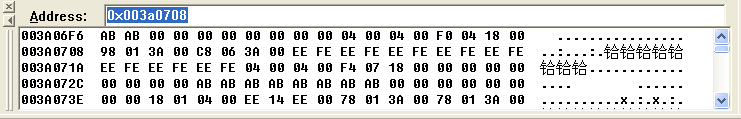 Address: 0x003a0708
003A06F6 AB AB 00 00 00 00 00 00 00 00 04 00 04 00 F0 04 18 00 ..................
003A0708 98 01 3A 00 C8 06 3A 00 EE FE EE FE EE FE EE FE EE FE ..:...:.铪铪铪铪铪
003A071A EE FE EE FE EE FE 04 00 04 00 F4 07 18 00 00 00 00 00 铪铪铪............
003A072C 00 00 00 00 AB AB AB AB AB AB AB AB 00 00 00 00 00 00 .... ......
003A073E 00 00 18 01 04 00 EE 14 EE 00 78 01 3A 00 78 01 3A 00 ..........x.:.x.:.